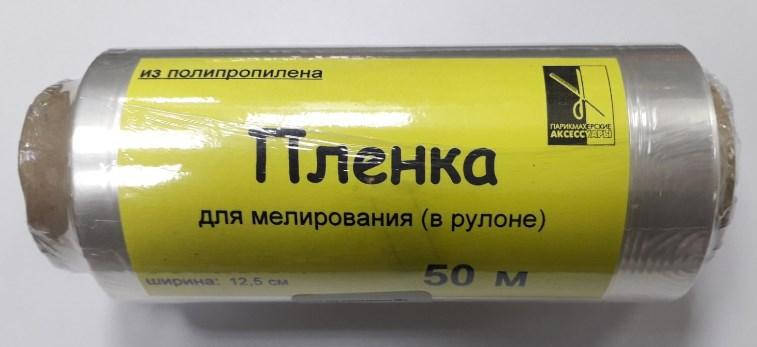 из полипропилена
ПАРИКМАХЕРСКИЕ
АКСЕССУАРЫ
Пленка
для мелирования (в рулоне)
ширина: 12,5 см 50 м